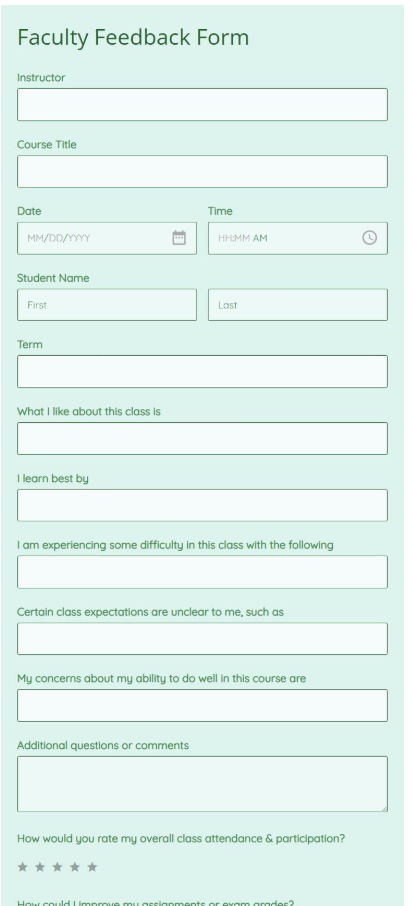 Faculty Feedback Form
Instructor
Course Title
Date Time
MM/DD/YYYY HH:MM AM
Student Name
First Last
Term
What I like about this class is
I learn best by
I am experiencing some difficulty in this class with the following
Certain class expectations are unclear to me, such as
My concerns about my ability to do well in this course are
Additional questions or comments
How would you rate my overall class attendance & participation?
How could I improve my assignments or exam grades?